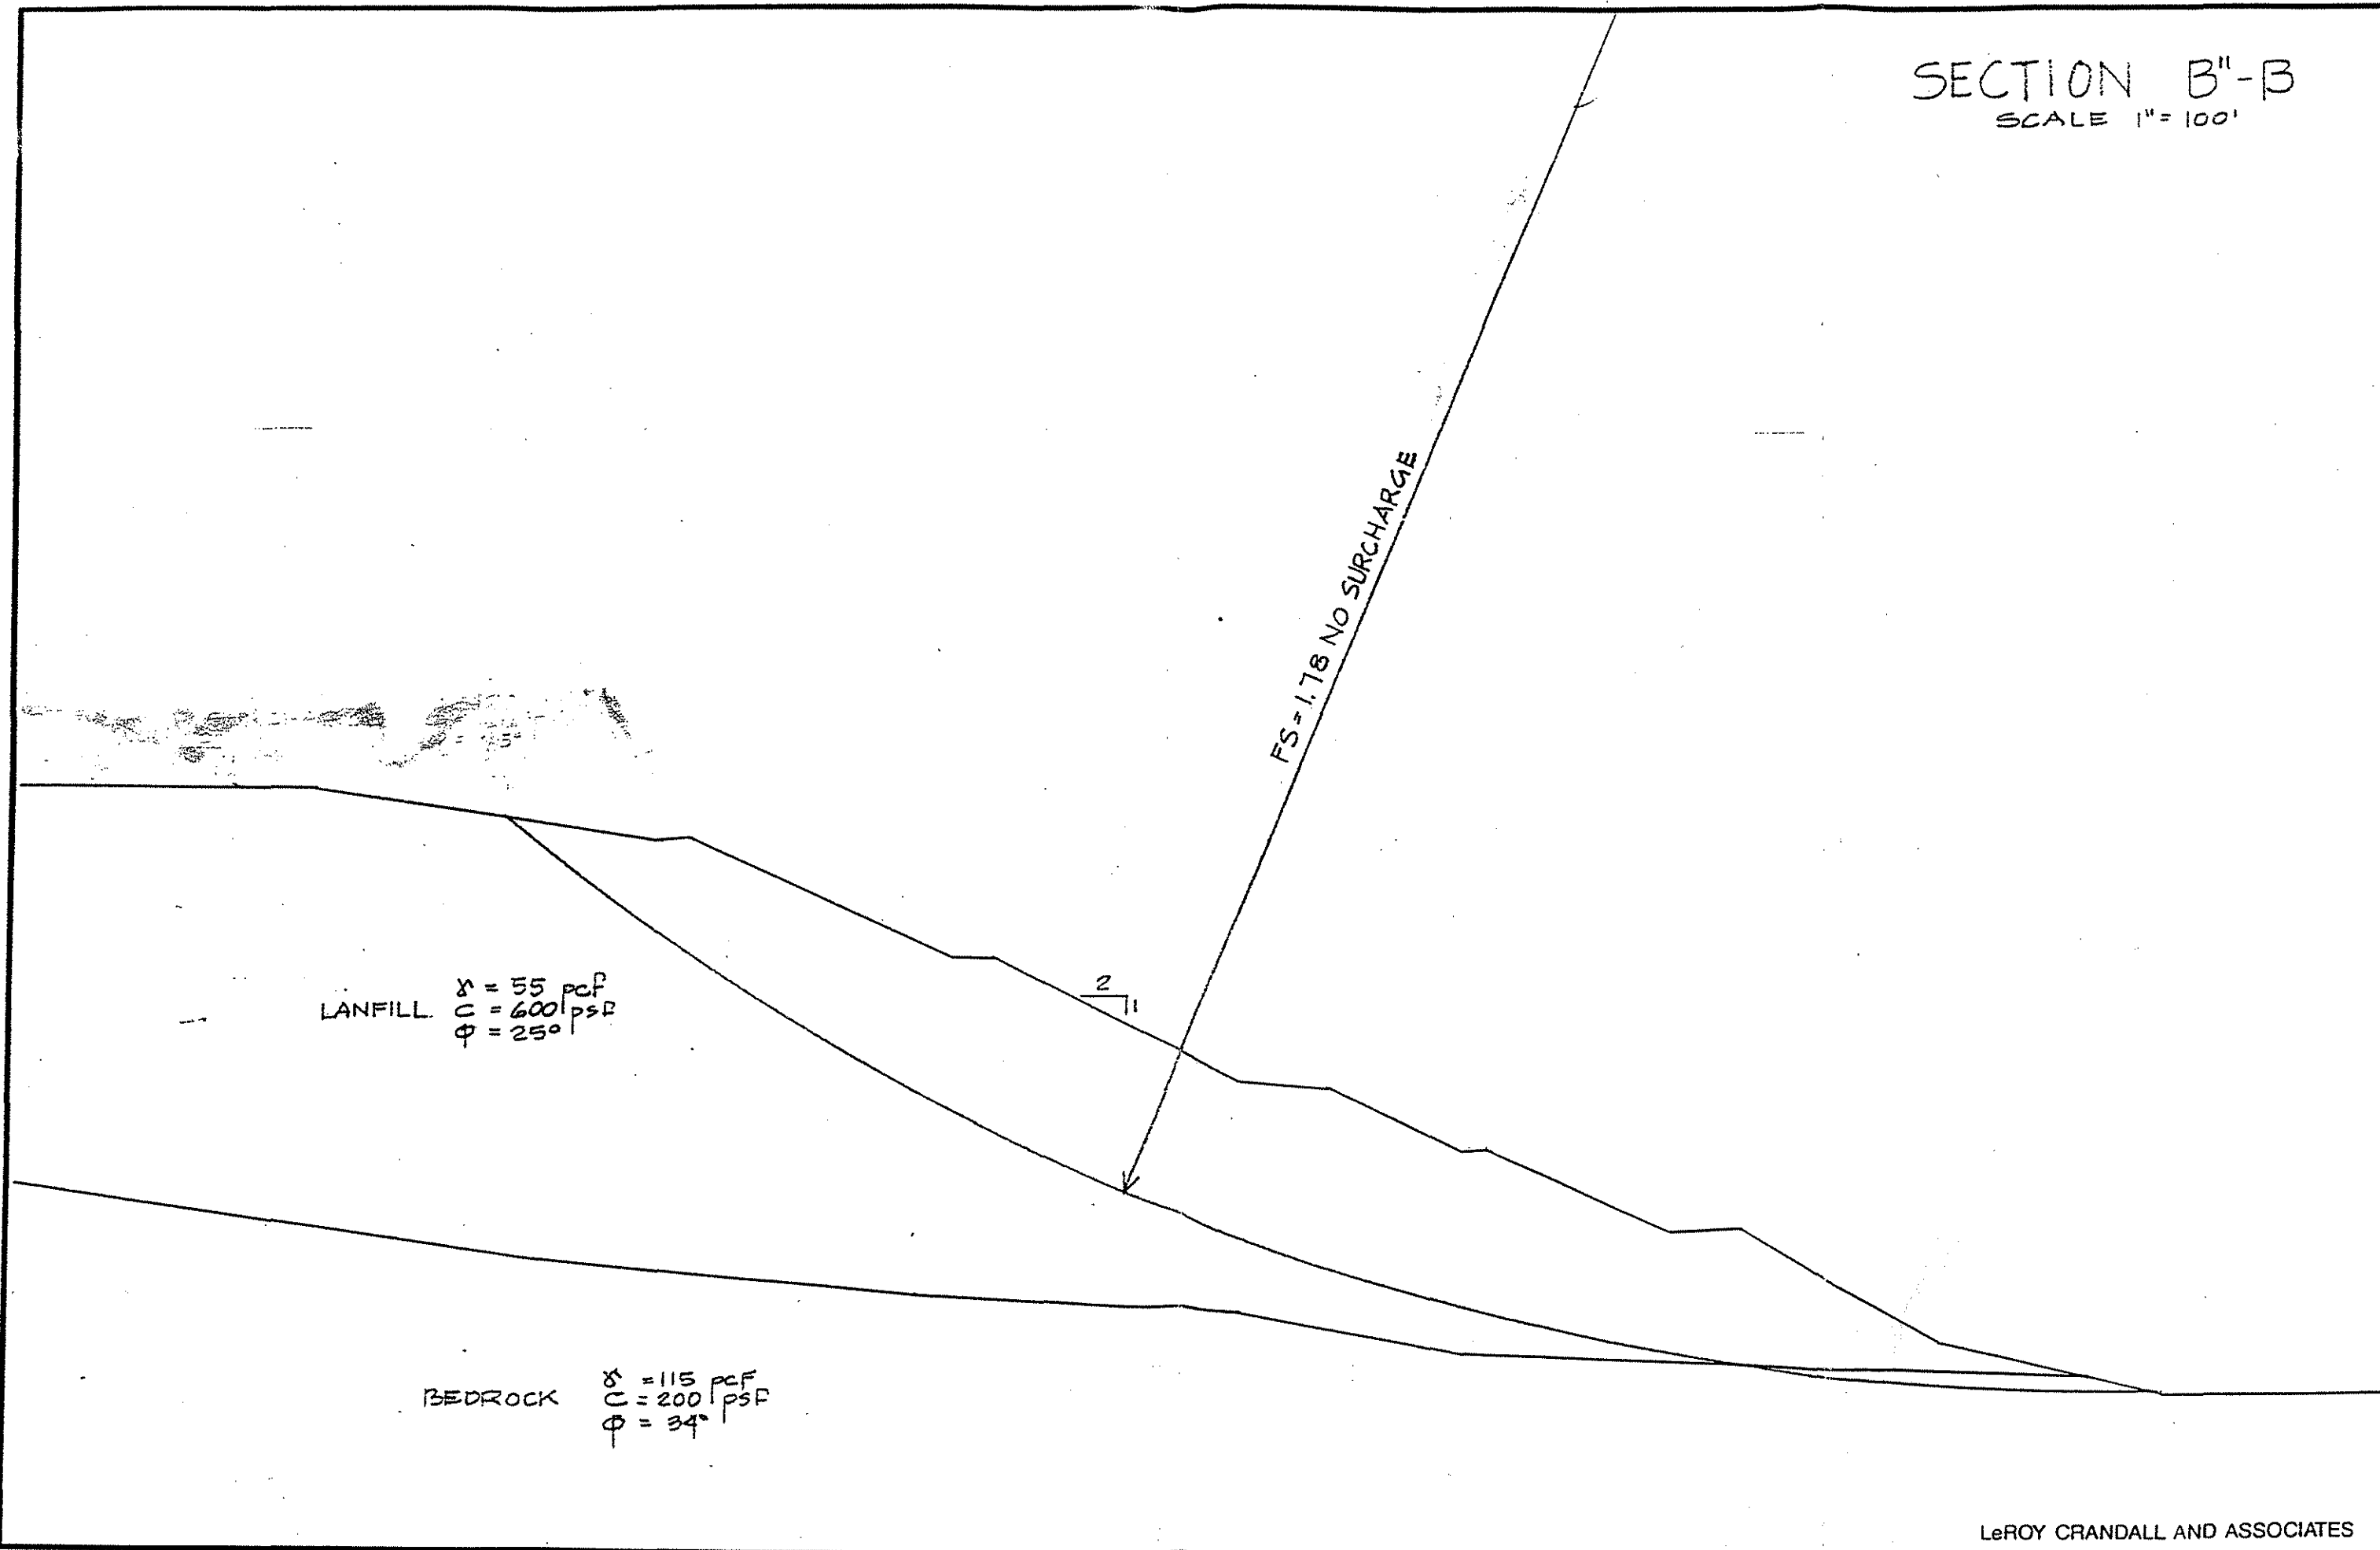 SECTION B"-B
SCALE 1"= 100'
FS = 1.78 NO SURCHARGE
2
1
LANFILL.
γ = 55 pcf
C = 600 psf
φ = 25°
BEDROCK
γ = 115 pcf
C = 200 psf
φ = 34°
LeROY CRANDALL AND ASSOCIATES